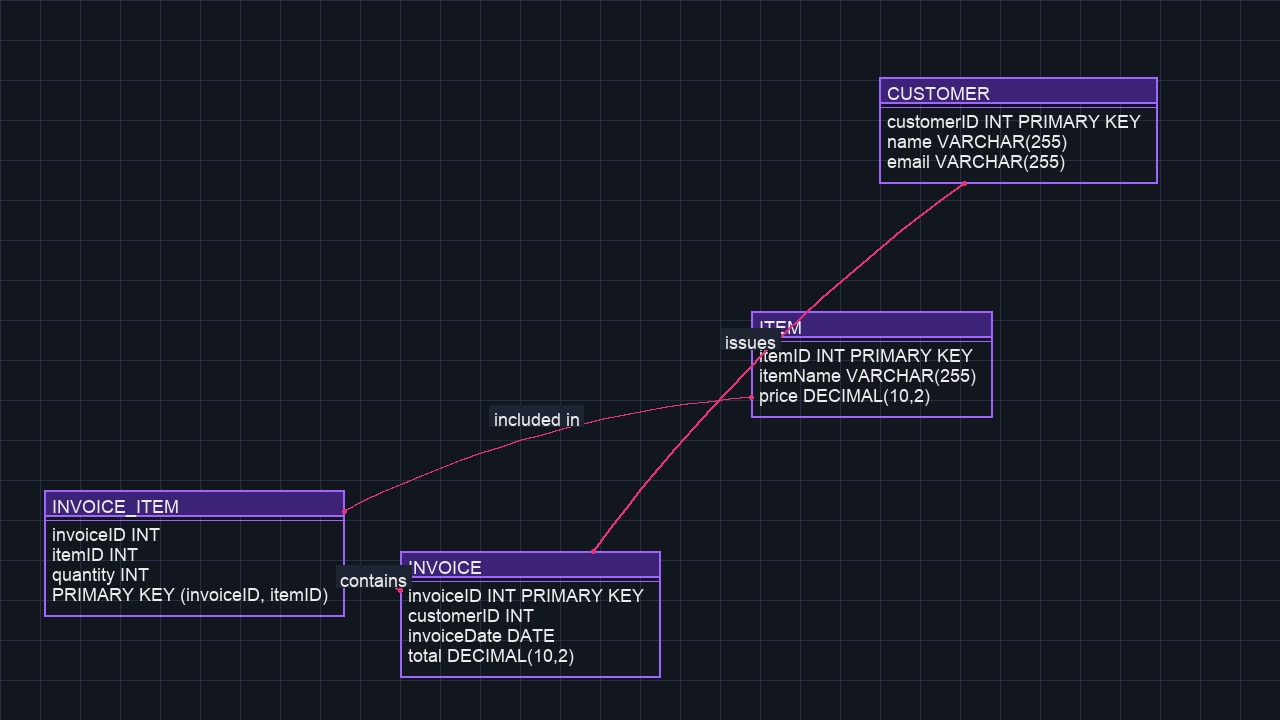 CUSTOMER
customerID INT PRIMARY KEY
name VARCHAR(255)
email VARCHAR(255)
ITEM
issues
itemID INT PRIMARY KEY
itemName VARCHAR(255)
price DECIMAL(10,2)
included in
INVOICE_ITEM
invoiceID INT
itemID INT
quantity INT
PRIMARY KEY (invoiceID, itemID)
contains
INVOICE
invoiceID INT PRIMARY KEY
customerID INT
invoiceDate DATE
total DECIMAL(10,2)